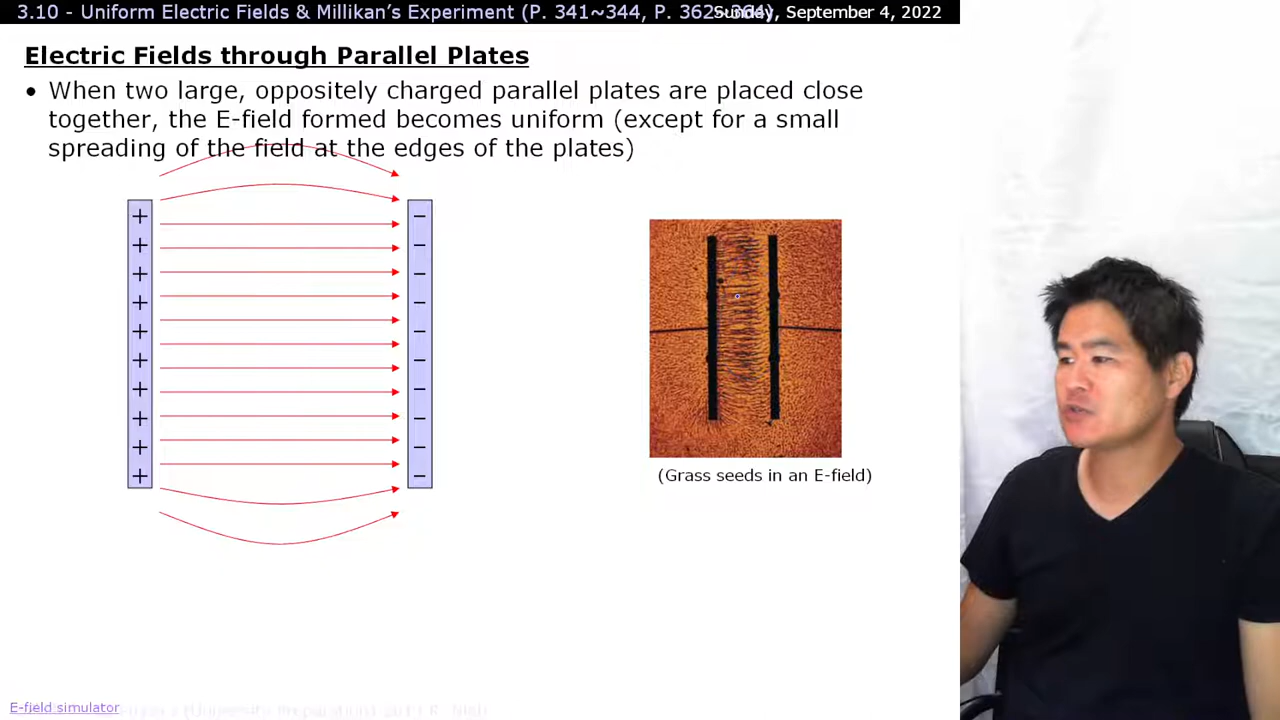 3.10 - Uniform Electric Fields & Millikan's Experiment (P. 341~344, P. 362~364)
Sunday, September 4, 2022
Electric Fields through Parallel Plates
• When two large, oppositely charged parallel plates are placed close
together, the E-field formed becomes uniform (except for a small
spreading of the field at the edges of the plates)
+ −
+ −
+ −
+ −
+ −
+ −
+ −
+ −
+ −
+ −
(Grass seeds in an E-field)
E-field simulator